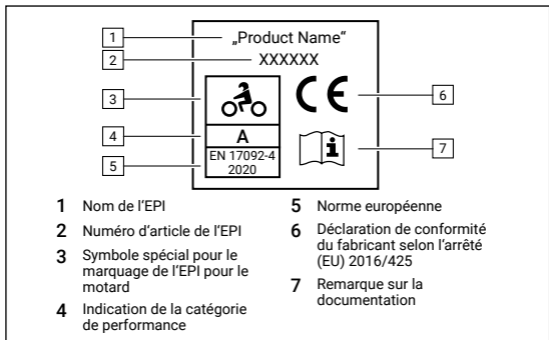 1
„Product Name“
2
XXXXXX
3
CE
6
4
A
i
7
5
EN 17092-4
2020
1 Nom de l’EPI
2 Numéro d’article de l’EPI
3 Symbole spécial pour le
marquage de l’EPI pour le
motard
4 Indication de la catégorie
de performance
5 Norme européenne
6 Déclaration de conformité
du fabricant selon l’arrêté
(EU) 2016/425
7 Remarque sur la
documentation